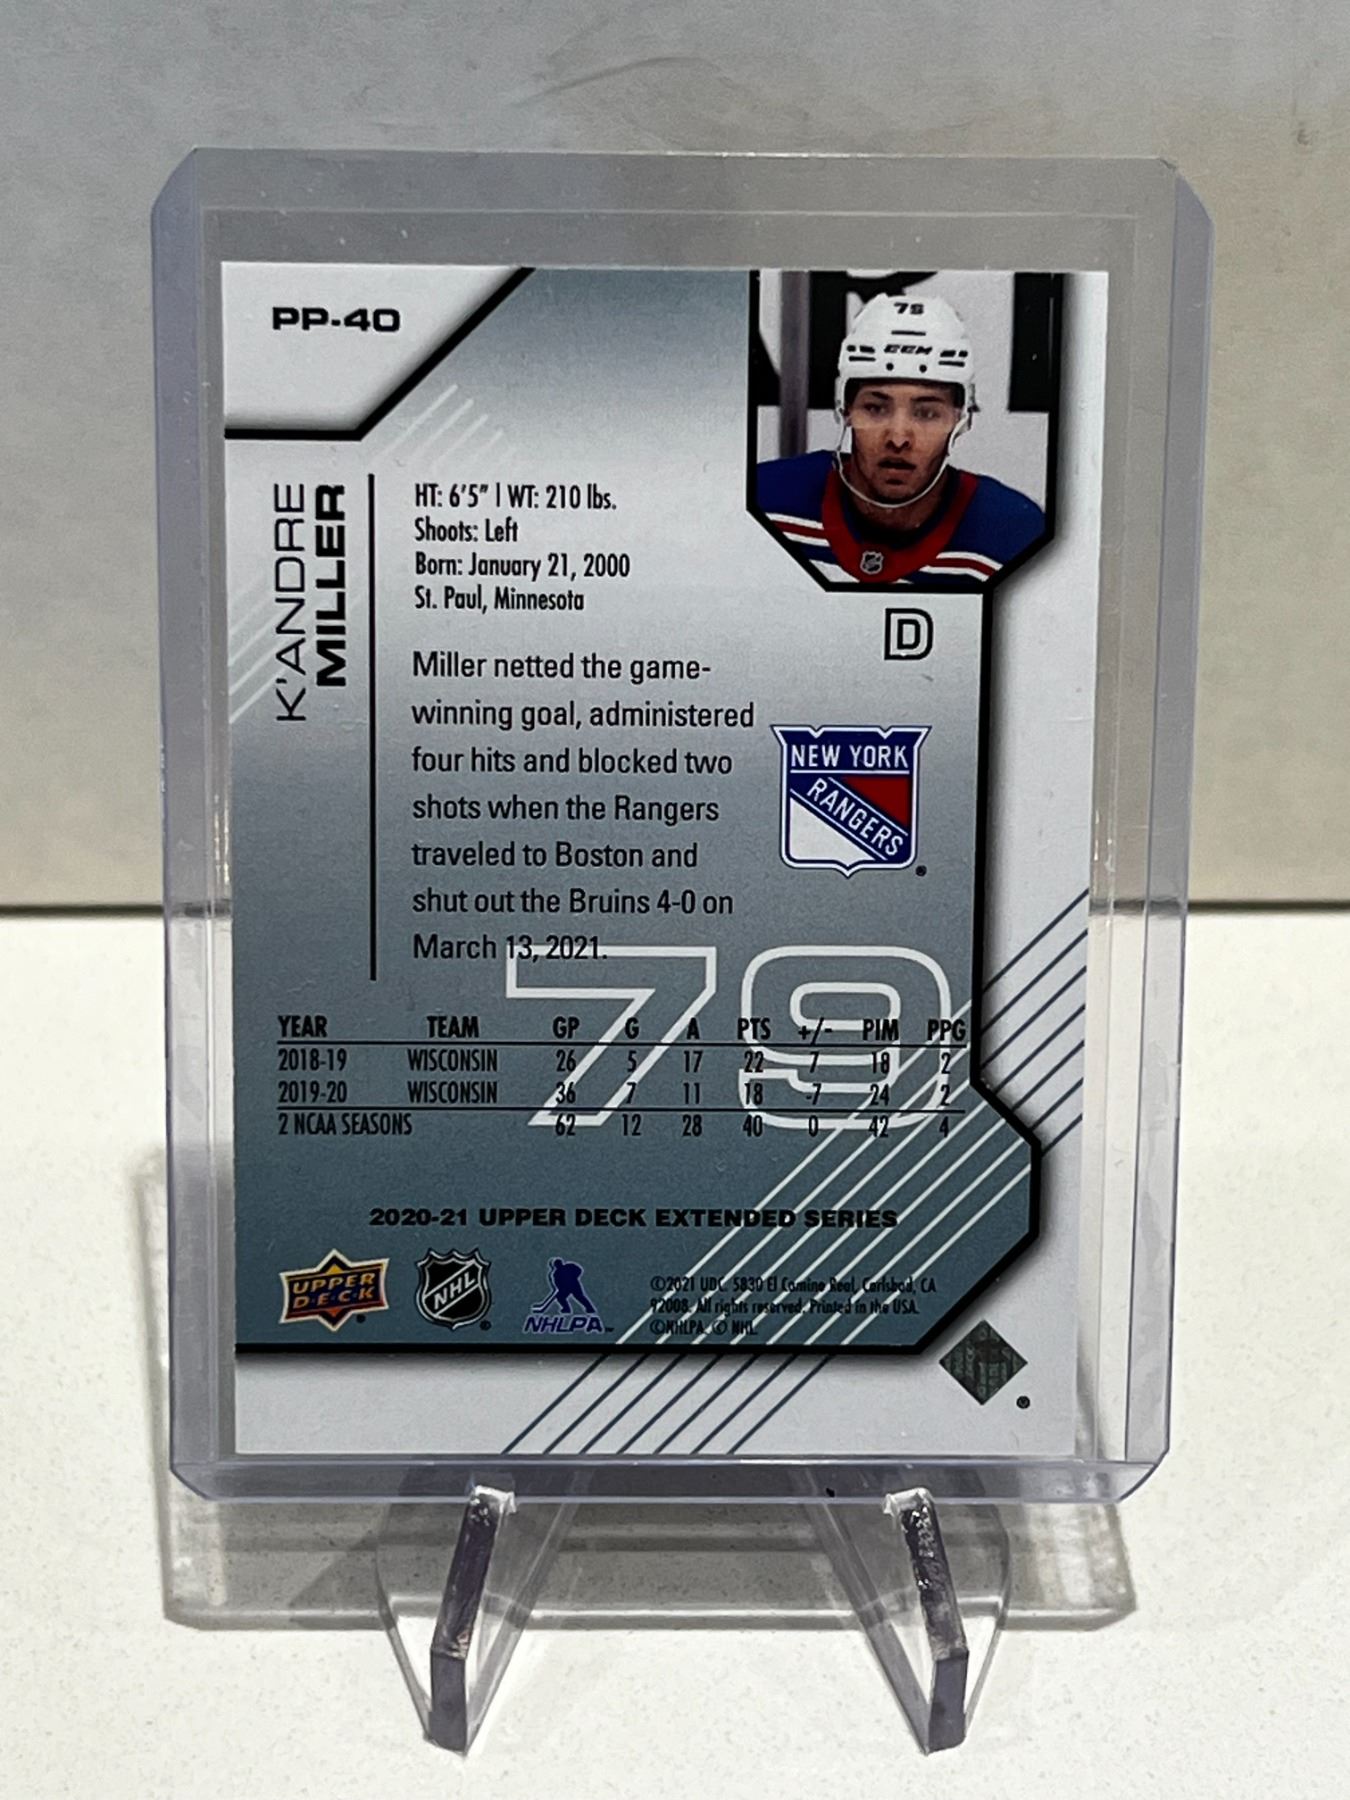 PP-40
79
CCM
K'ANDRE
MILLER
HT: 6'5" | WT: 210 lbs.
Shoots: Left
Born: January 21, 2000
St. Paul, Minnesota
D
Miller netted the game-
winning goal, administered
four hits and blocked two
shots when the Rangers
traveled to Boston and
shut out the Bruins 4-0 on
March 13, 2021.
NEW YORK
RANGERS
®
79
YEAR TEAM GP G A PTS +/- PIM PPG
2018-19 WISCONSIN 26 5 17 22 7 18 2
2019-20 WISCONSIN 36 7 11 18 -7 24 2
2 NCAA SEASONS 62 12 28 40 0 42 4
2020-21 UPPER DECK EXTENDED SERIES
UPPER
D·E·C·K
NHL
NHLPA™
©2021 UDC. 5830 El Camino Real, Carlsbad, CA
92008. All rights reserved. Printed in the USA.
©NHLPA. © NHL.